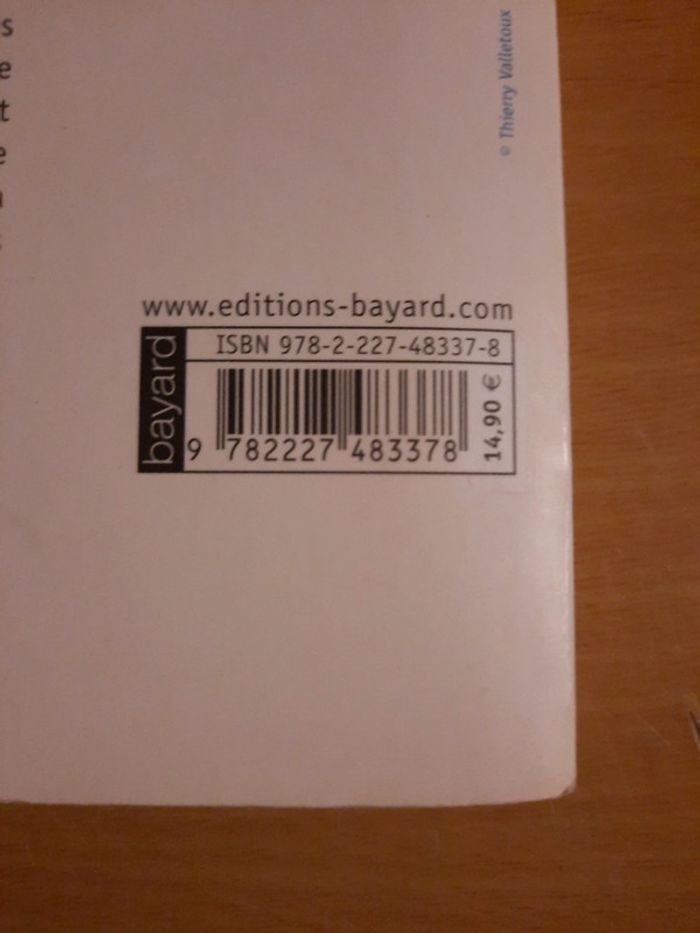 © Thierry Valletoux
www.editions-bayard.com
bayard
ISBN 978-2-227-48337-8
14,90 €
9 782227 483378